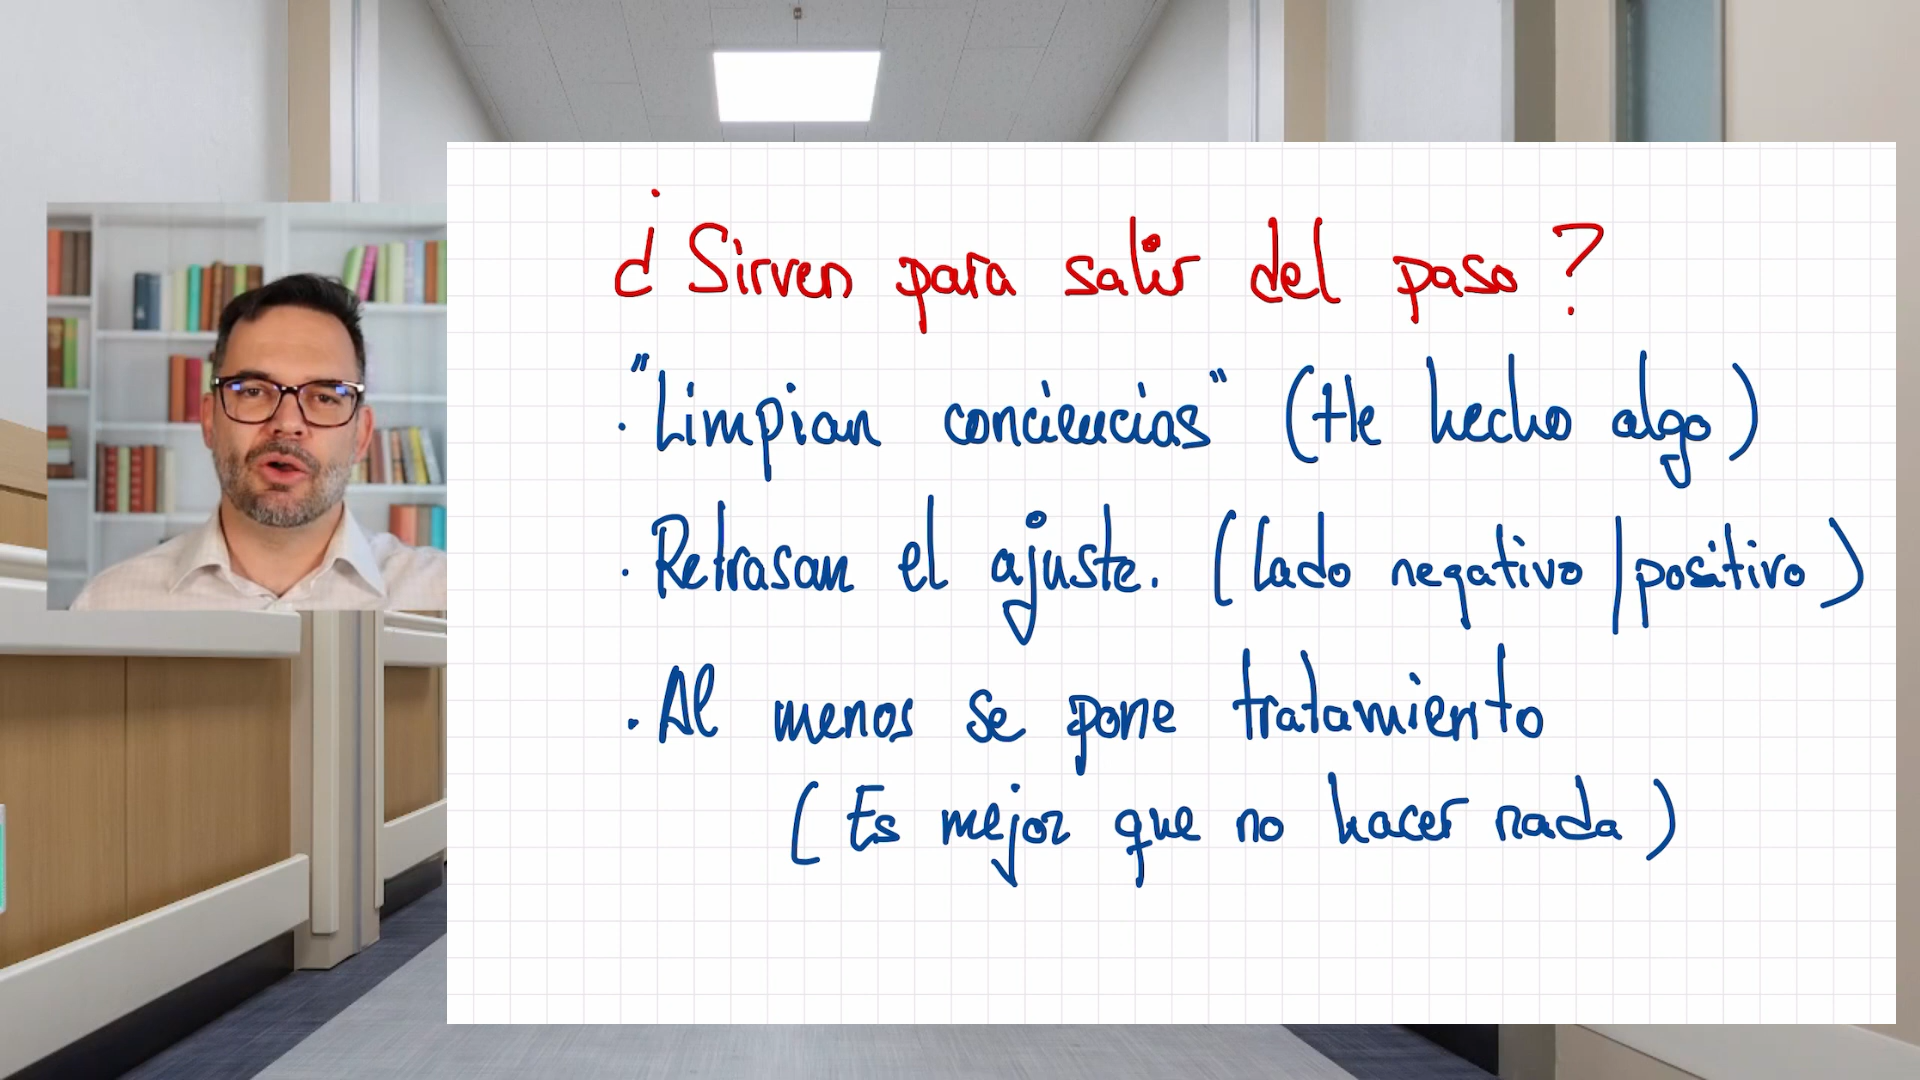 ¿Sirven para salir del paso?
· "Limpian conciencias" (He hecho algo)
· Retrasan el ajuste. (lado negativo | positivo)
· Al menos se pone tratamiento
(Es mejor que no hacer nada)